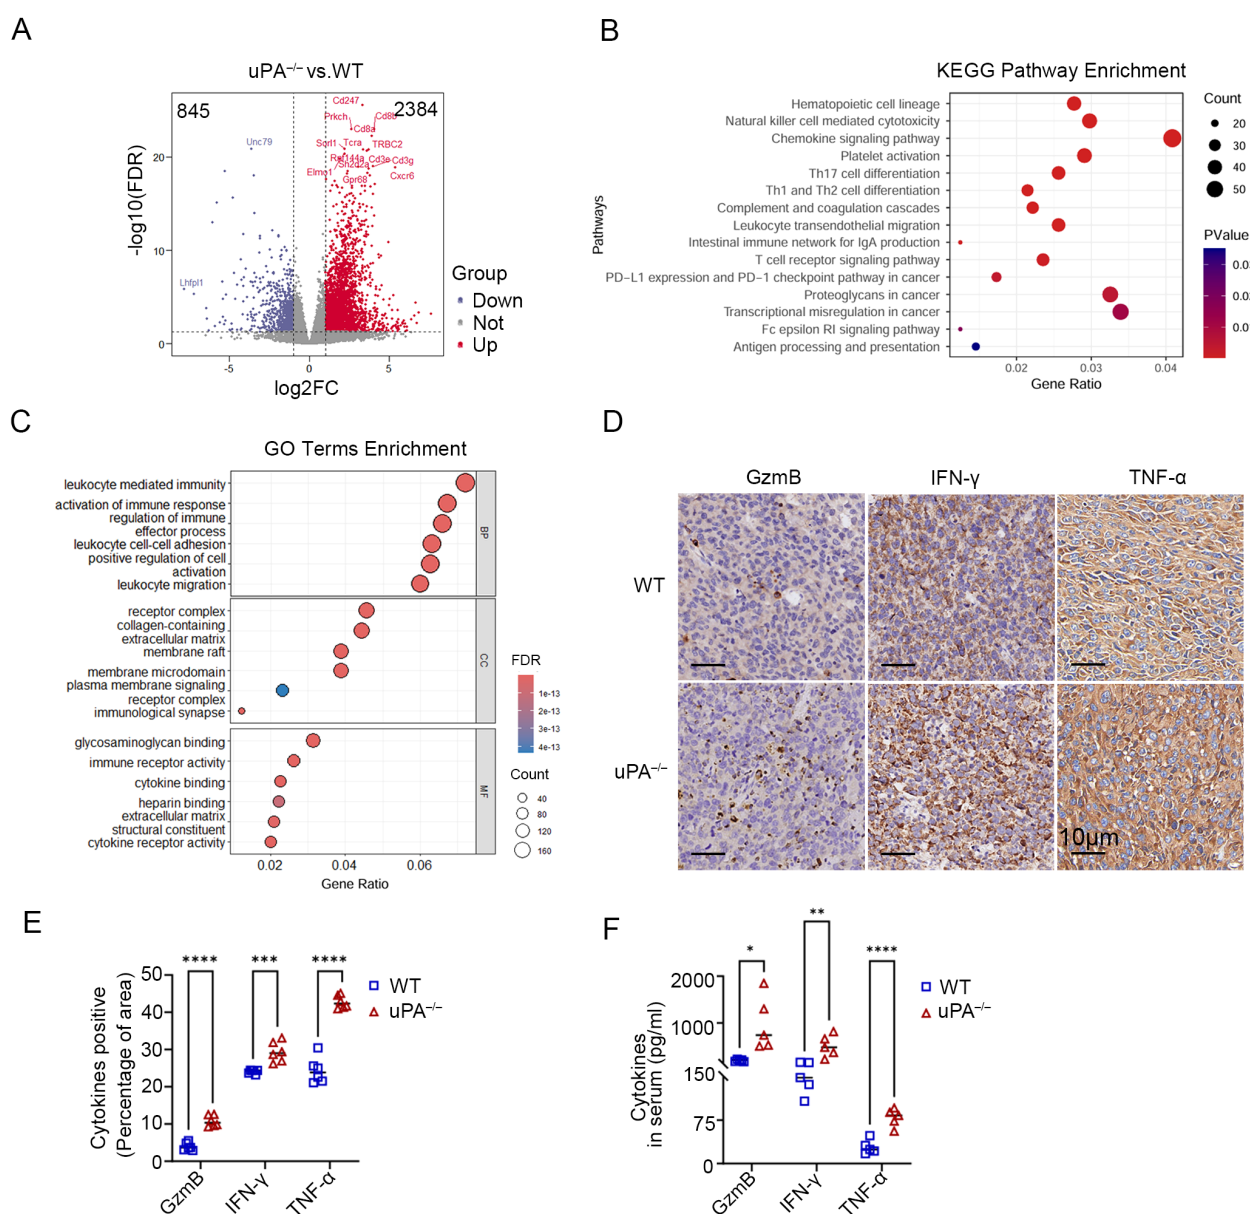 A
uPA–/– vs.WT
845
2384
Cd247
Prkch
Cd8b
Cd8a
Unc79
Sorl1
Tcra
TRBC2
Cd3e
Cd3g
Sh2d2a
Elmo1
Gpr68
Cxcr6
Lhfpl1
20
10
0
-log10(FDR)
-5
0
5
log2FC
Group
Down
Not
Up
B
KEGG Pathway Enrichment
Hematopoietic cell lineage
Natural killer cell mediated cytotoxicity
Chemokine signaling pathway
Platelet activation
Th17 cell differentiation
Th1 and Th2 cell differentiation
Complement and coagulation cascades
Leukocyte transendothelial migration
Intestinal immune network for IgA production
T cell receptor signaling pathway
PD−L1 expression and PD−1 checkpoint pathway in cancer
Proteoglycans in cancer
Transcriptional misregulation in cancer
Fc epsilon RI signaling pathway
Antigen processing and presentation
Pathways
0.02
0.03
0.04
Gene Ratio
Count
20
30
40
50
PValue
0.03
0.02
0.01
C
GO Terms Enrichment
leukocyte mediated immunity
activation of immune response
regulation of immune
effector process
leukocyte cell-cell adhesion
positive regulation of cell
activation
leukocyte migration
BP
receptor complex
collagen-containing
extracellular matrix
membrane raft
membrane microdomain
plasma membrane signaling
receptor complex
immunological synapse
CC
glycosaminoglycan binding
immune receptor activity
cytokine binding
heparin binding
extracellular matrix
structural constituent
cytokine receptor activity
MF
0.02
0.04
0.06
Gene Ratio
FDR
1e-13
2e-13
3e-13
4e-13
Count
40
80
120
160
D
GzmB
IFN-γ
TNF-α
WT
uPA–/–
10μm
E
Cytokines positive
(Percentage of area)
50
40
30
20
10
0
****
***
****
GzmB
IFN-γ
TNF-α
WT
uPA–/–
F
Cytokines
in serum (pg/ml)
2000
1000
150
75
0
*
**
****
GzmB
IFN-γ
TNF-α
WT
uPA–/–